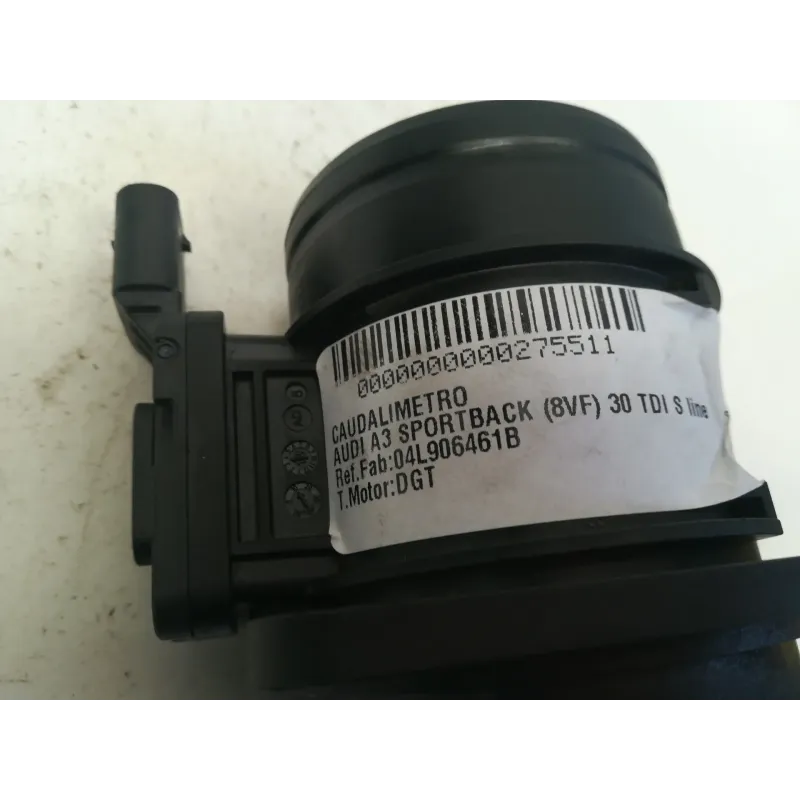 0000000000275511
CAUDALIMETRO
AUDI A3 SPORTBACK (8VF) 30 TDI S line
Ref.Fab:04L906461B
T.Motor:DGT